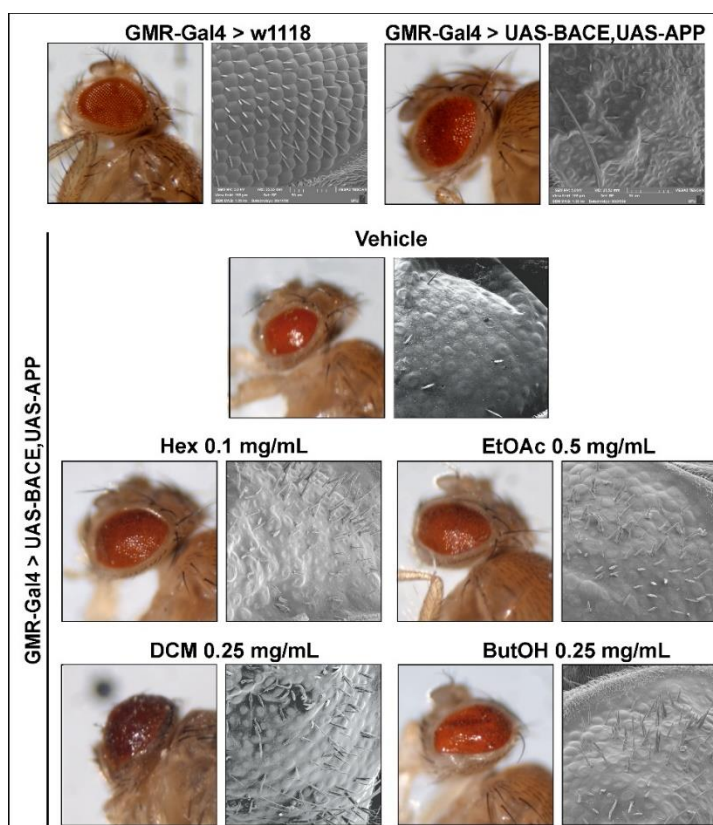 GMR-Gal4 > w1118
GMR-Gal4 > UAS-BACE,UAS-APP
Vehicle
GMR-Gal4 > UAS-BACE,UAS-APP
Hex 0.1 mg/mL
EtOAc 0.5 mg/mL
DCM 0.25 mg/mL
ButOH 0.25 mg/mL